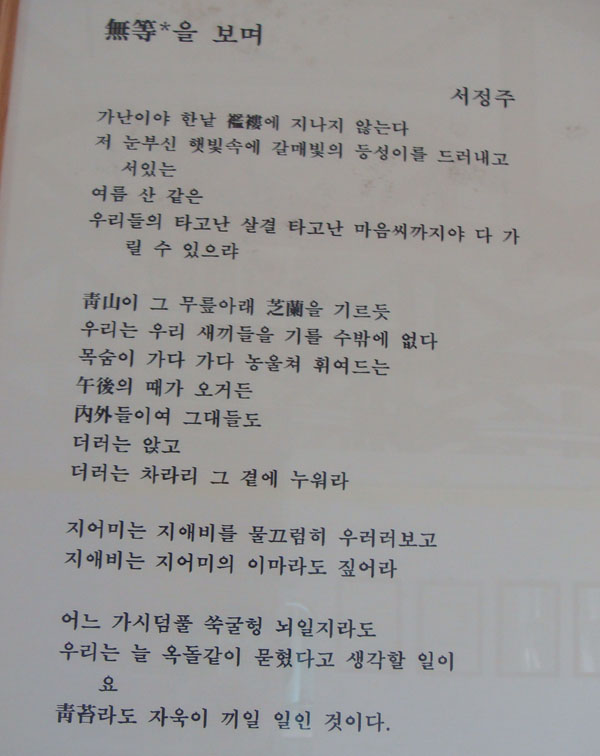 無等*을 보며
서정주
가난이야 한낱 襤褸에 지나지 않는다
저 눈부신 햇빛속에 갈매빛의 등성이를 드러내고
서있는
여름 산 같은
우리들의 타고난 살결 타고난 마음씨까지야 다 가
릴 수 있으랴
靑山이 그 무릎아래 芝蘭을 기르듯
우리는 우리 새끼들을 기를 수밖에 없다
목숨이 가다 가다 농울쳐 휘여드는
午後의 때가 오거든
內外들이여 그대들도
더러는 앉고
더러는 차라리 그 곁에 누워라
지어미는 지애비를 물끄럼히 우러러보고
지애비는 지어미의 이마라도 짚어라
어느 가시덤풀 쑥굴헝 뇌일지라도
우리는 늘 옥돌같이 묻혔다고 생각할 일이
요
靑苔라도 자욱이 끼일 일인 것이다.